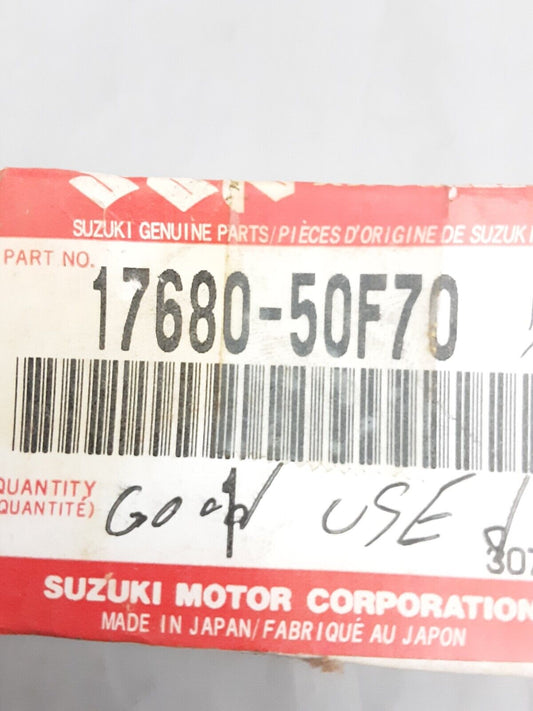 SUZUKI GENUINE PARTS/PIÈCES D'ORIGINE DE SUZUKI
PART NO.
17680-50F70
QUANTITY
QUANTITÉ)
GOOD USED
307
SUZUKI MOTOR CORPORATION
MADE IN JAPAN/FABRIQUÉ AU JAPON